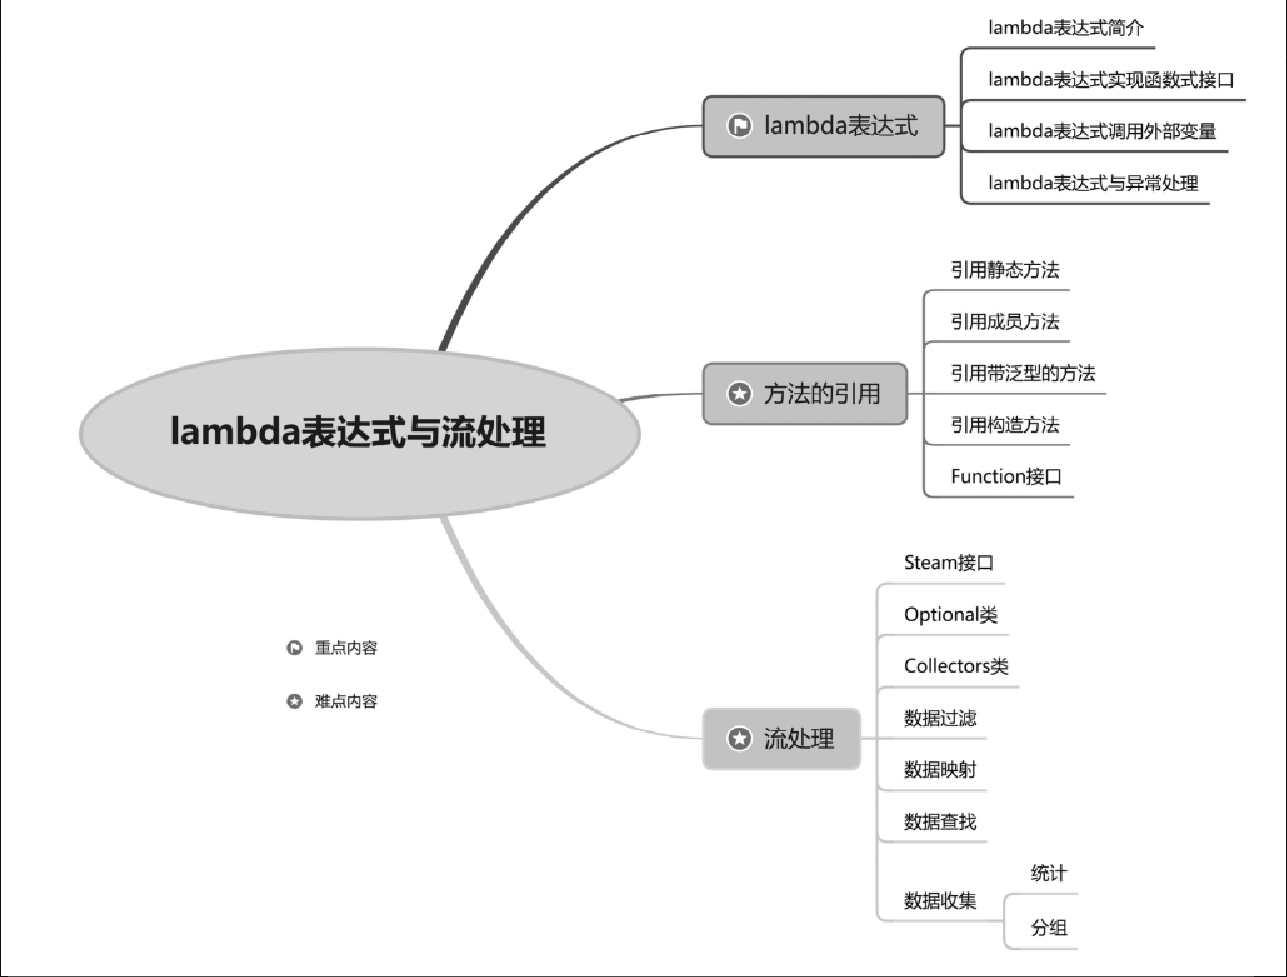 lambda表达式与流处理
lambda表达式
lambda表达式简介
lambda表达式实现函数式接口
lambda表达式调用外部变量
lambda表达式与异常处理
方法的引用
引用静态方法
引用成员方法
引用带泛型的方法
引用构造方法
Function接口
流处理
Steam接口
Optional类
Collectors类
数据过滤
数据映射
数据查找
数据收集
统计
分组
重点内容
难点内容